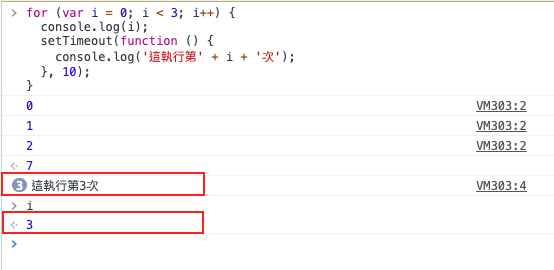 > for (var i = 0; i < 3; i++) {
console.log(i);
setTimeout(function () {
console.log('這執行第' + i + '次');
}, 10);
}
0 VM303:2
1 VM303:2
2 VM303:2
7
3 這執行第3次 VM303:4
> i
3
>